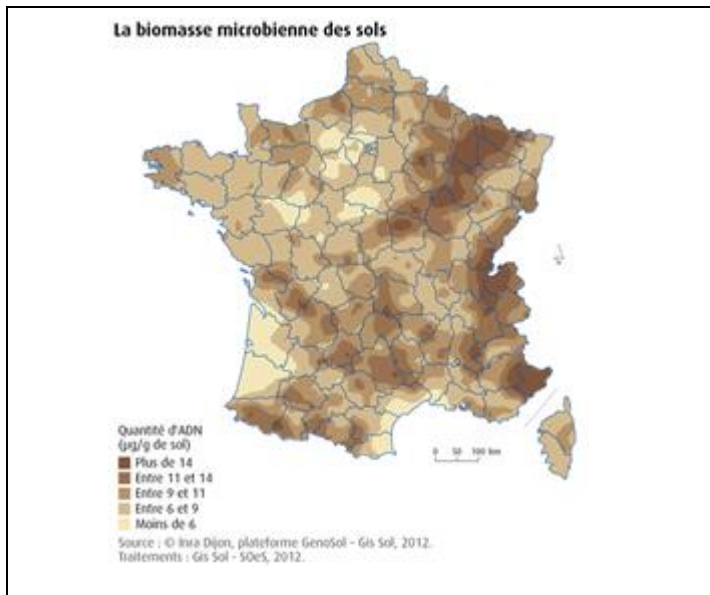 La biomasse microbienne des sols
Quantité d'ADN
(µg/g de sol)
Plus de 14
Entre 11 et 14
Entre 9 et 11
Entre 6 et 9
Moins de 6
0 50 100 km
Source : © Inra Dijon, plateforme GenoSol - Gis Sol, 2012.
Traitements : Gis Sol - SOeS, 2012.